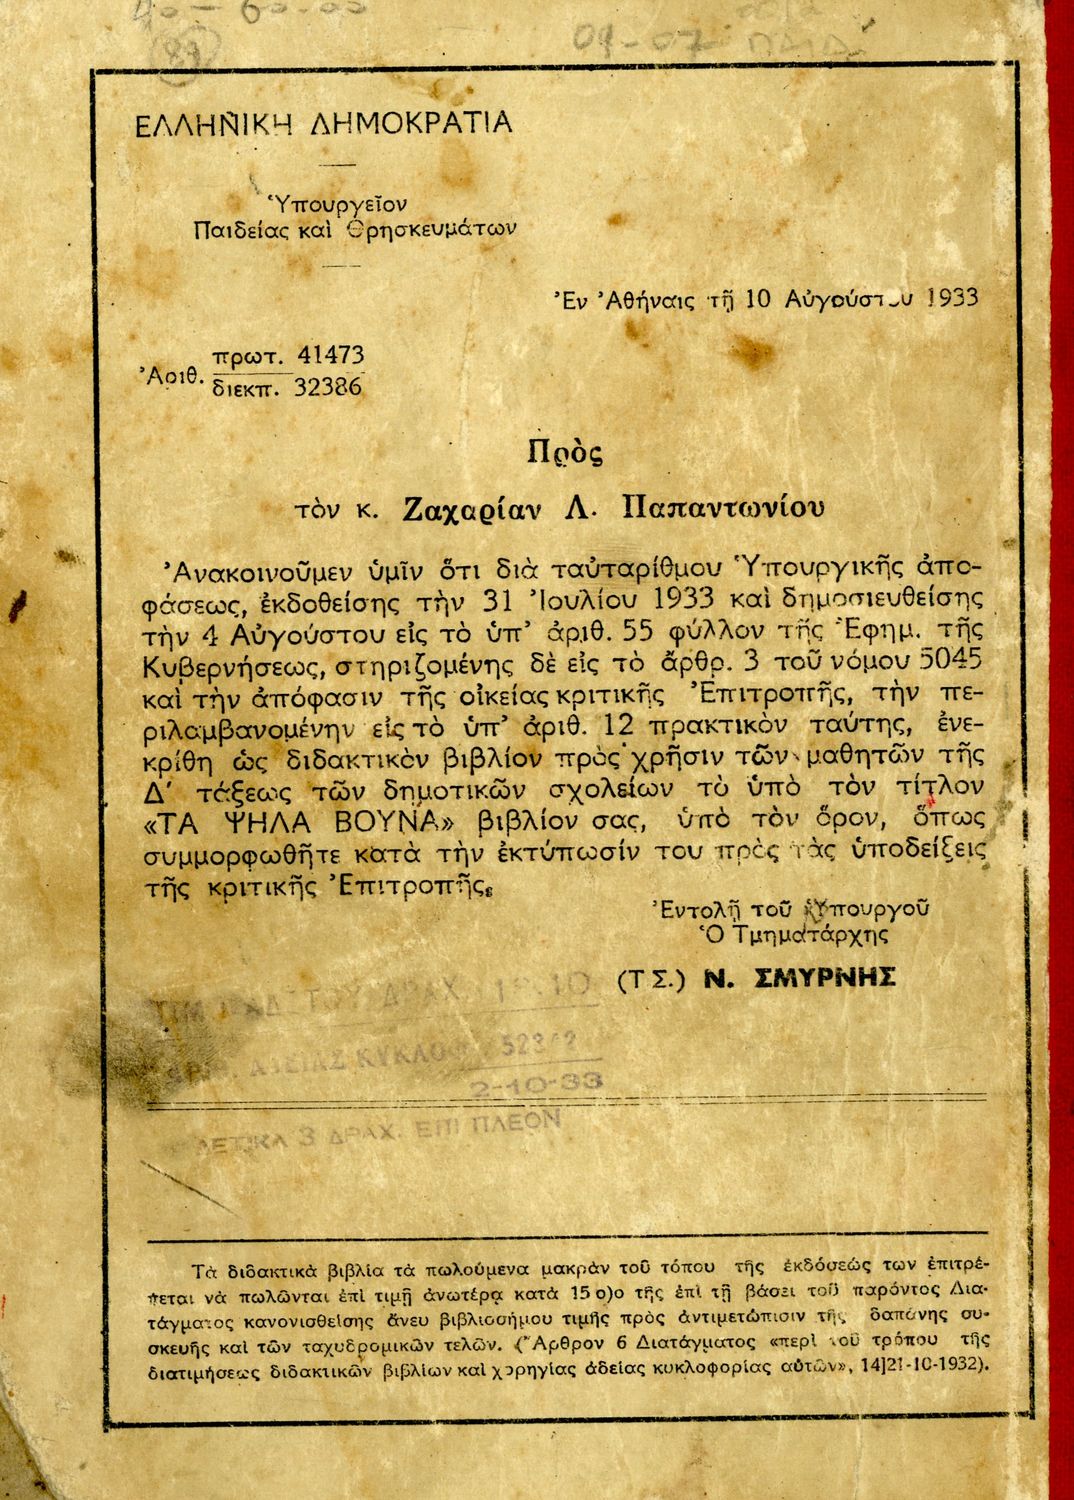 40-60.00
81
09-07 ΠΑΙΔ
ΕΛΛΗΝΙΚΗ ΔΗΜΟΚΡΑΤΙΑ
Ὑπουργεῖον
Παιδείας καὶ Θρησκευμάτων
Ἐν Ἀθήναις τῇ 10 Αὐγούστου 1933
Ἀριθ. πρωτ. 41473
διεκπ. 32386
Πρὸς
τὸν κ. Ζαχαρίαν Λ. Παπαντωνίου
Ἀνακοινοῦμεν ὑμῖν ὅτι διὰ ταὐταρίθμου Ὑπουργικῆς ἀπο-
φάσεως, ἐκδοθείσης τὴν 31 Ἰουλίου 1933 καὶ δημοσιευθείσης
τὴν 4 Αὐγούστου εἰς τὸ ὑπ’ ἀριθ. 55 φύλλον τῆς Ἐφημ. τῆς
Κυβερνήσεως, στηριζομένης δὲ εἰς τὸ ἄρθρ. 3 τοῦ νόμου 5045
καὶ τὴν ἀπόφασιν τῆς οἰκείας κριτικῆς Ἐπιτροπῆς, τὴν πε-
ριλαμβανομένην εἰς τὸ ὑπ’ ἀριθ. 12 πρακτικὸν ταύτης, ἐνε-
κρίθη ὡς διδακτικὸν βιβλίον πρὸς χρῆσιν τῶν μαθητῶν τῆς
Δ’ τάξεως τῶν δημοτικῶν σχολείων τὸ ὑπὸ τὸν τίτλον
«ΤΑ ΨΗΛΑ ΒΟΥΝΑ» βιβλίον σας, ὑπὸ τὸν ὅρον, ὅπως
συμμορφωθῆτε κατὰ τὴν ἐκτύπωσίν του πρὸς τὰς ὑποδείξεις
τῆς κριτικῆς Ἐπιτροπῆς.
Ἐντολῇ τοῦ Ὑπουργοῦ
Ὁ Τμηματάρχης
(Τ Σ.) Ν. ΣΜΥΡΝΗΣ
ΔΡΑΧ.
ΑΔΕΙΑΣ ΚΥΚΛΟΦ
2-10-33
3 ΔΡΑΧ. ΕΠΙ ΠΛΕΟΝ
Τὰ διδακτικὰ βιβλία τὰ πωλούμενα μακρὰν τοῦ τόπου τῆς ἐκδόσεώς των ἐπιτρέ-
πεται νὰ πωλῶνται ἐπὶ τιμῇ ἀνωτέρᾳ κατὰ 15 ο)ο τῆς ἐπὶ τῇ βάσει τοῦ παρόντος Δια-
τάγματος κανονισθείσης ἄνευ βιβλιοσήμου τιμῆς πρὸς ἀντιμετώπισιν τῆς δαπάνης συ-
σκευῆς καὶ τῶν ταχυδρομικῶν τελῶν. (Ἄρθρον 6 Διατάγματος «περὶ τοῦ τρόπου τῆς
διατιμήσεως διδακτικῶν βιβλίων καὶ χορηγίας ἀδείας κυκλοφορίας αὐτῶν», 14]21-10-1932).